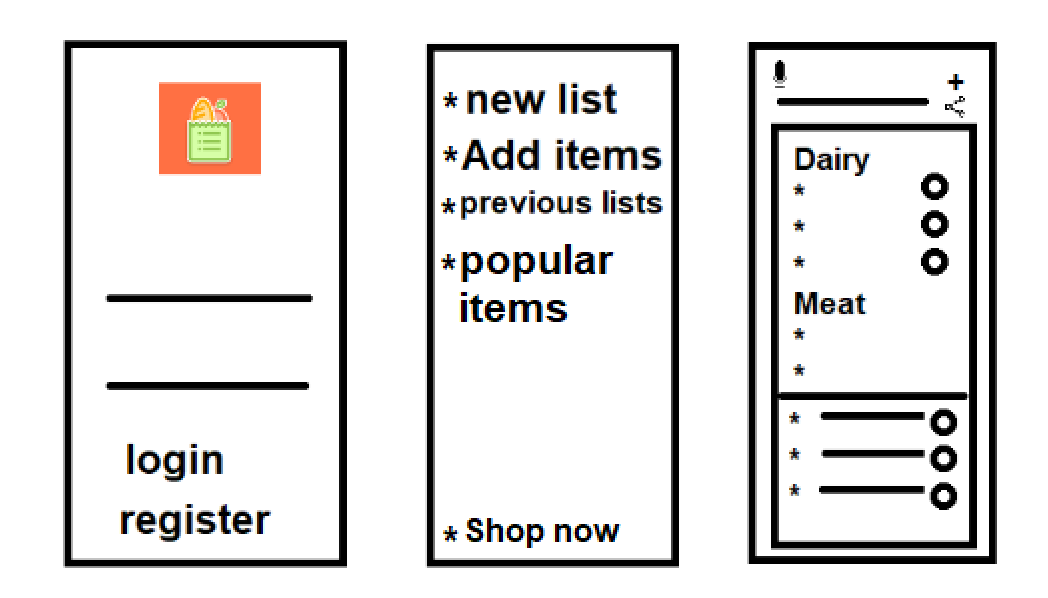 login
register
* new list
*Add items
*previous lists
*popular
items
* Shop now
+
Dairy
*
*
*
Meat
*
*
*
*
*